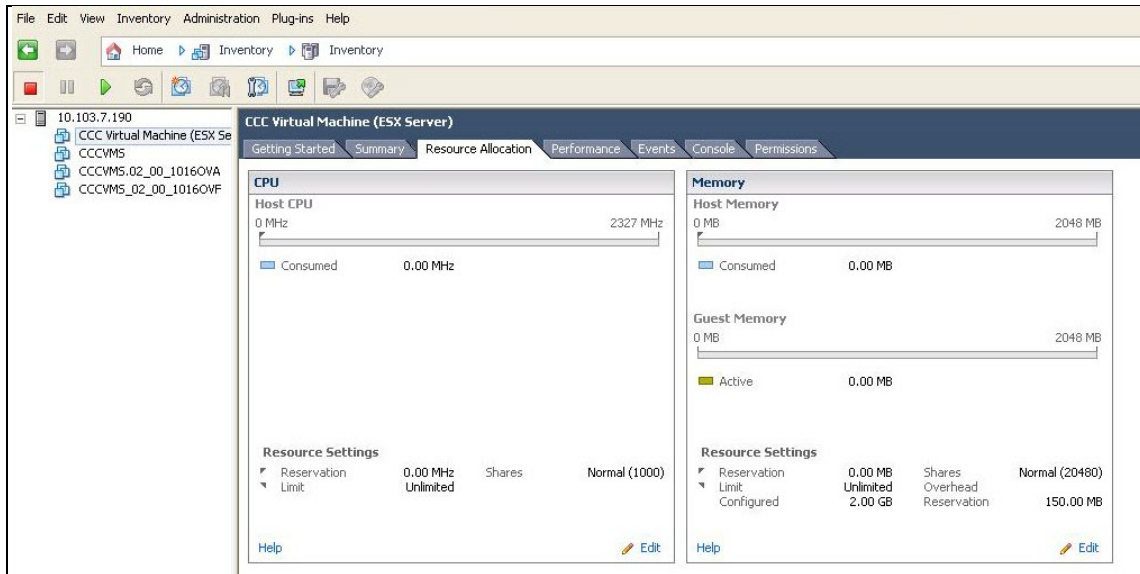 File Edit View Inventory Administration Plug-ins Help
Home Inventory Inventory
10.103.7.190
CCC Virtual Machine (ESX Se
CCCVMS
CCCVMS.02_00_1016OVA
CCCVMS_02_00_1016OVF
CCC Virtual Machine (ESX Server)
Getting Started Summary Resource Allocation Performance Events Console Permissions
CPU
Host CPU
0 MHz 2327 MHz
Consumed 0.00 MHz
Resource Settings
Reservation 0.00 MHz Shares Normal (1000)
Limit Unlimited
Help Edit
Memory
Host Memory
0 MB 2048 MB
Consumed 0.00 MB
Guest Memory
0 MB 2048 MB
Active 0.00 MB
Resource Settings
Reservation 0.00 MB Shares Normal (20480)
Limit Unlimited Overhead
Configured 2.00 GB Reservation 150.00 MB
Help Edit